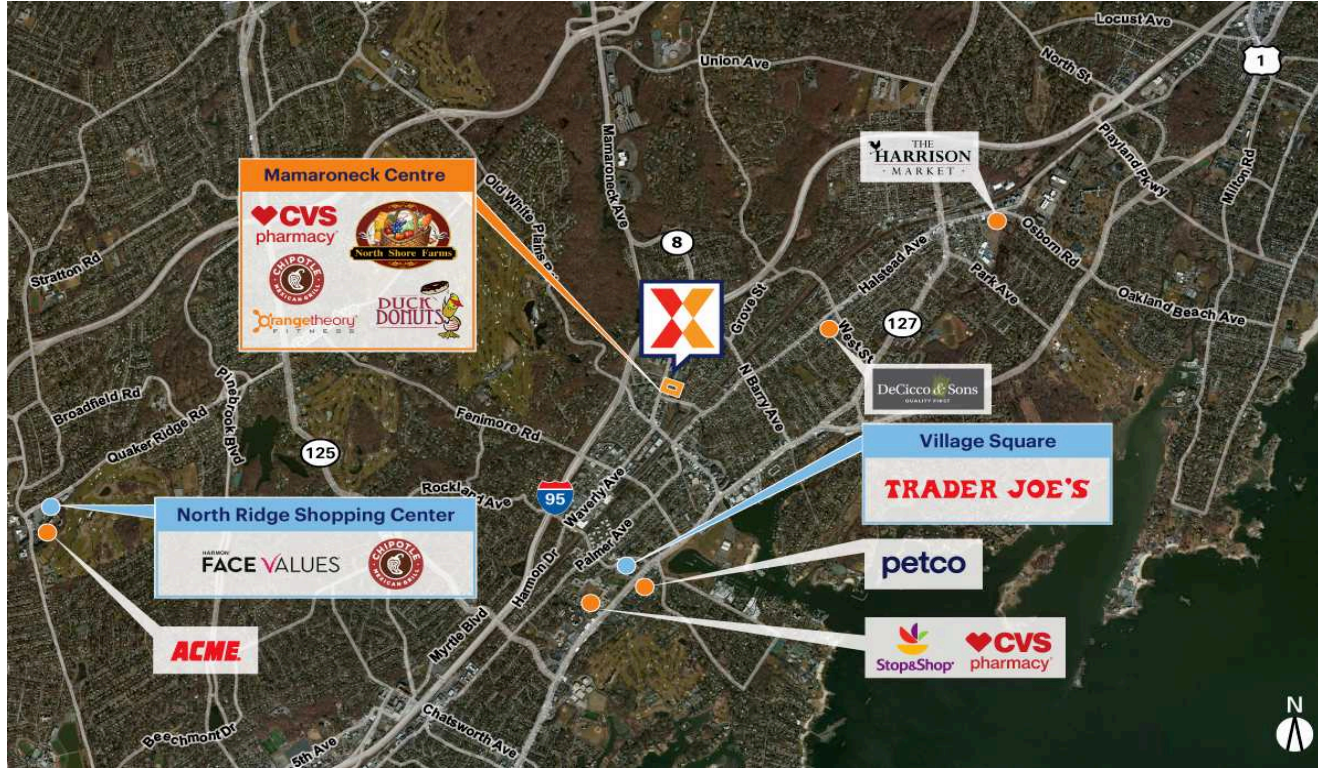 Locust Ave
1
North St
Union Ave
Playland Pkwy
Milton Rd
THE
HARRISON
MARKET
Mamaroneck Ave
Mamaroneck Centre
CVS
pharmacy
North Shore Farms
CHIPOTLE
MEXICAN GRILL
Orangetheory
FITNESS
DUCK
DONUTS
Old White
Plains
8
Stratton Rd
Halstead Ave
Osborn Rd
Park Ave
Oakland Beach Ave
Grove St
West St
127
N Barry Ave
DeCicco & Sons
QUALITY FIRST
Broadfield Rd
Quaker Ridge Rd
Pinebrook Blvd
125
Fenimore Rd
Rockland Ave
95
Waverly Ave
Palmer Ave
Harmon Dr
Myrtle Blvd
Village Square
TRADER JOE'S
North Ridge Shopping Center
HARMON
FACE VALUES
CHIPOTLE
MEXICAN GRILL
petco
Stop&Shop
CVS
pharmacy
ACME
Beechmont Dr
5th Ave
Chatsworth Ave
N